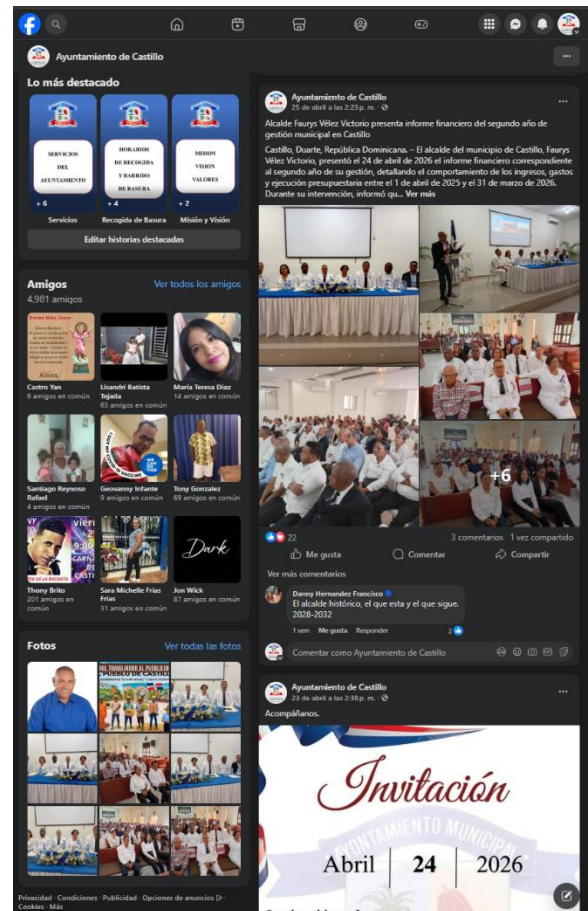 Ayuntamiento de Castillo
Lo más destacado
SERVICIOS
DEL
AYUNTAMIENTO
+ 6
Servicios
HORARIOS
DE RECOGIDA
Y BARRIDO
DE BASURA
+ 4
Recogida de Basura
MISION
VISION
VALORES
+ 2
Misión y Visión
Editar historias destacadas
Amigos
Ver todos los amigos
4.981 amigos
Castro Yan
6 amigos en común
Lisandri Batista
Tejada
63 amigos en común
Maria Teresa Diaz
14 amigos en común
Santiago Reynoso
Rafael
4 amigos en común
Geovanny Infante
9 amigos en común
Tony Gonzalez
69 amigos en común
Dark
Thony Brito
201 amigos en
común
Sara Michelle Frias
Frias
31 amigos en común
Jon Wick
87 amigos en común
Fotos
Ver todas las fotos
Privacidad · Condiciones · Publicidad · Opciones de anuncios ·
Cookies · Más
Ayuntamiento de Castillo
25 de abril a las 2:23 p. m. ·
Alcalde Faurys Vélez Victorio presenta informe financiero del segundo año de
gestión municipal en Castillo
Castillo, Duarte, República Dominicana. – El alcalde del municipio de Castillo, Faurys
Vélez Victorio, presentó el 24 de abril de 2026 el informe financiero correspondiente
al segundo año de su gestión, detallando el comportamiento de los ingresos, gastos
y ejecución presupuestaria entre el 1 de abril de 2025 y el 31 de marzo de 2026.
Durante su intervención, informó qu... Ver más
+6
22
3 comentarios 1 vez compartido
Me gusta
Comentar
Compartir
Ver más comentarios
Danny Hernandez Francisco
El alcalde histórico, el que esta y el que sigue.
2028-2032
1 sem Me gusta Responder
2
Comentar como Ayuntamiento de Castillo
Ayuntamiento de Castillo
23 de abril a las 2:38 p. m. ·
Acompáñanos.
Invitación
AYUNTAMIENTO MUNICIPAL
Abril 24 2026